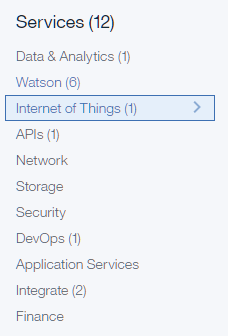 Services (12)
Data & Analytics (1)
Watson (6)
Internet of Things (1)
APIs (1)
Network
Storage
Security
DevOps (1)
Application Services
Integrate (2)
Finance